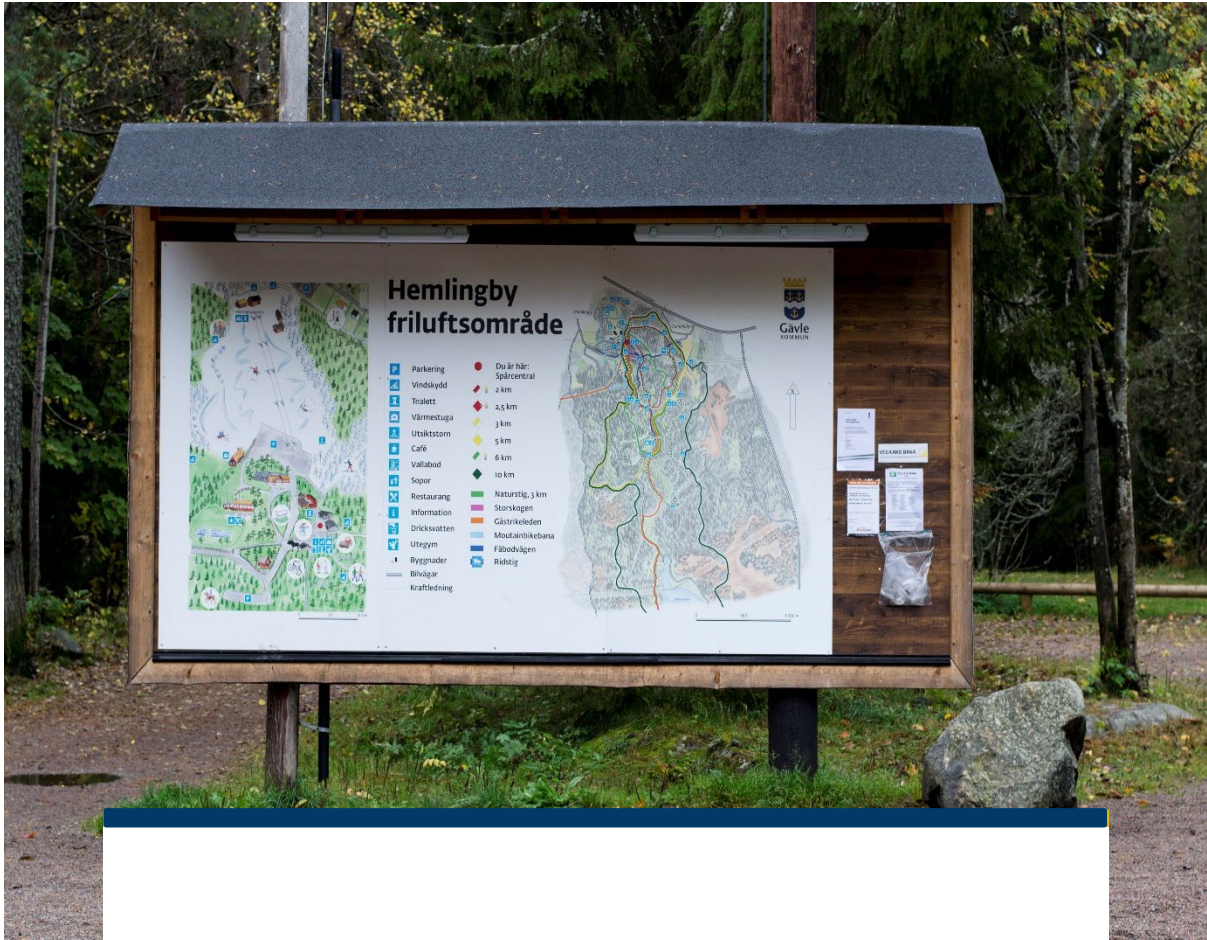 Hemlingby
friluftsområde
Parkering
Vindskydd
Toalett
Värmestuga
Utsiktstorn
Café
Vallabod
Sopor
Restaurang
Information
Dricksvatten
Utegym
Byggnader
Bilvägar
Kraftledning
Du är här:
Spårcentral
2 km
2,5 km
3 km
5 km
6 km
10 km
Naturstig, 3 km
Storskogen
Gästrikeleden
Moutainbikebana
Fäbodvägen
Ridstig
Gävle
KOMMUN
VECKANS BANA